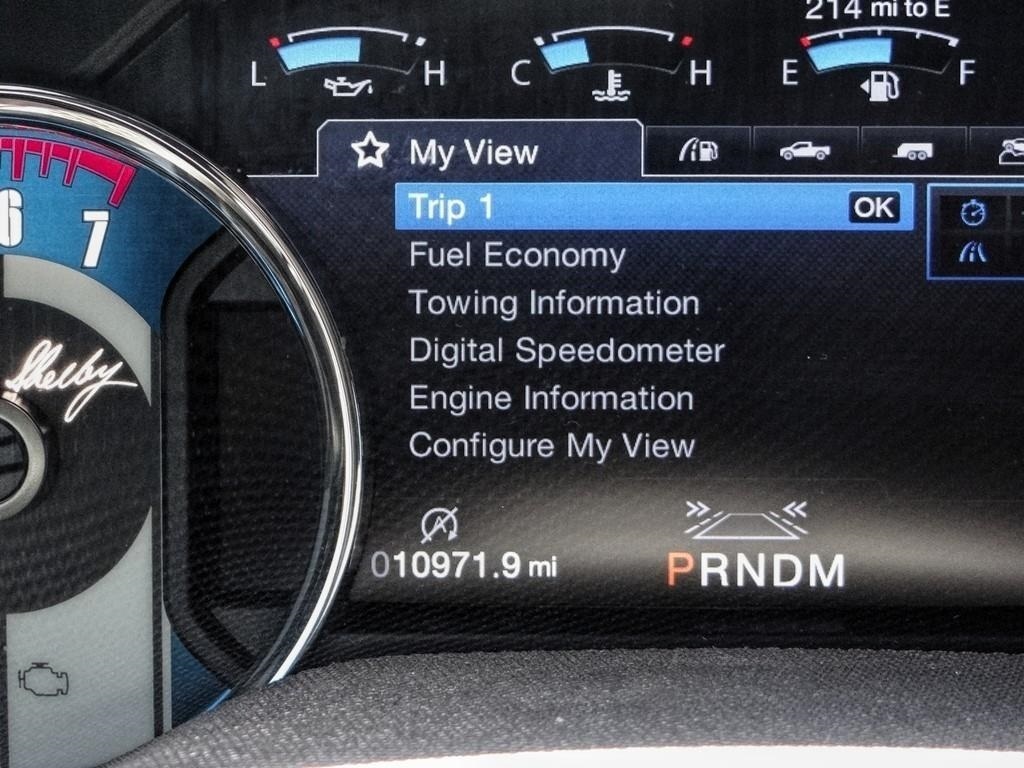 214 mi to E
L H C H E F
My View
6 7
Trip 1 OK
Fuel Economy
Towing Information
Digital Speedometer
Shelby
Engine Information
Configure My View
A
010971.9 mi
PRNDM